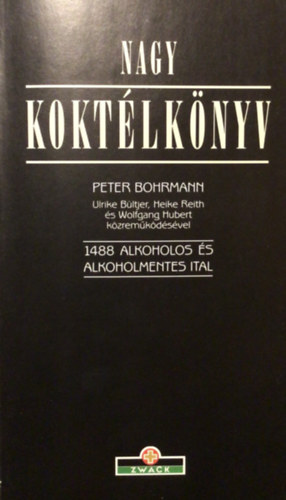 NAGY
KOKTÉLKÖNYV
PETER BOHRMANN
Ulrike Bültjer, Heike Reith
és Wolfgang Hubert
közreműködésével
1488 ALKOHOLOS ÉS
ALKOHOLMENTES ITAL
ZWACK